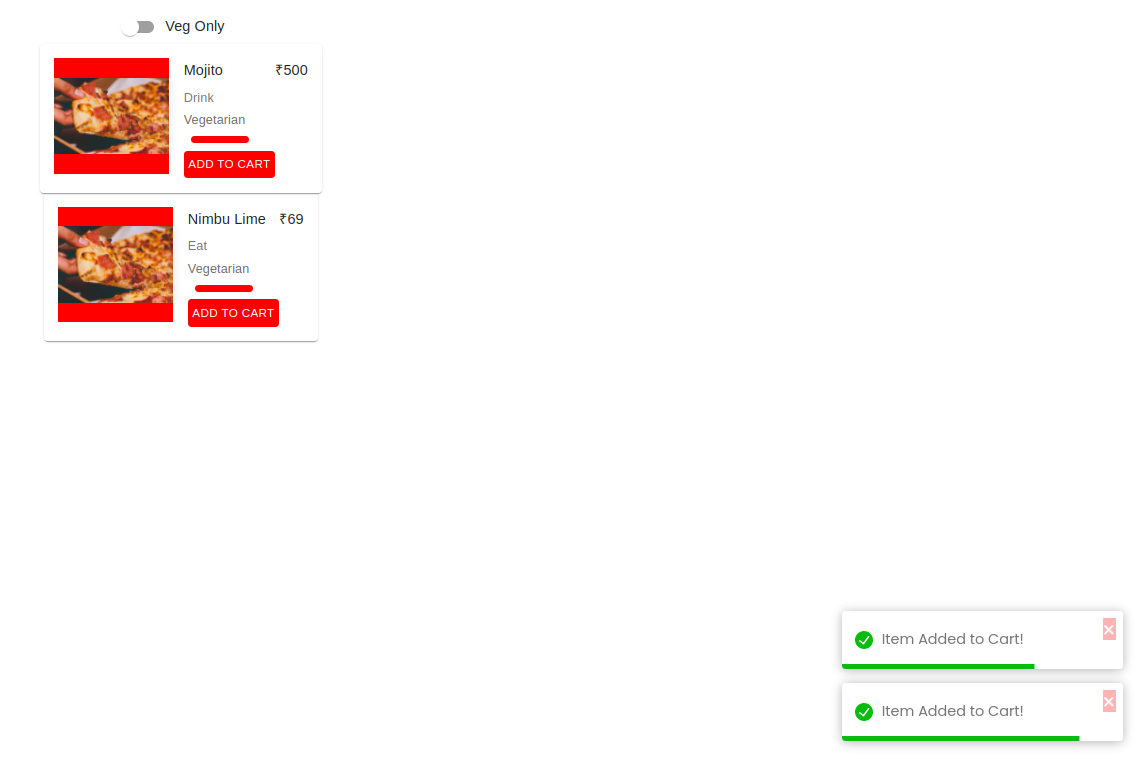 Veg Only
Mojito ₹500
Drink
Vegetarian
ADD TO CART
Nimbu Lime ₹69
Eat
Vegetarian
ADD TO CART
Item Added to Cart!
Item Added to Cart!